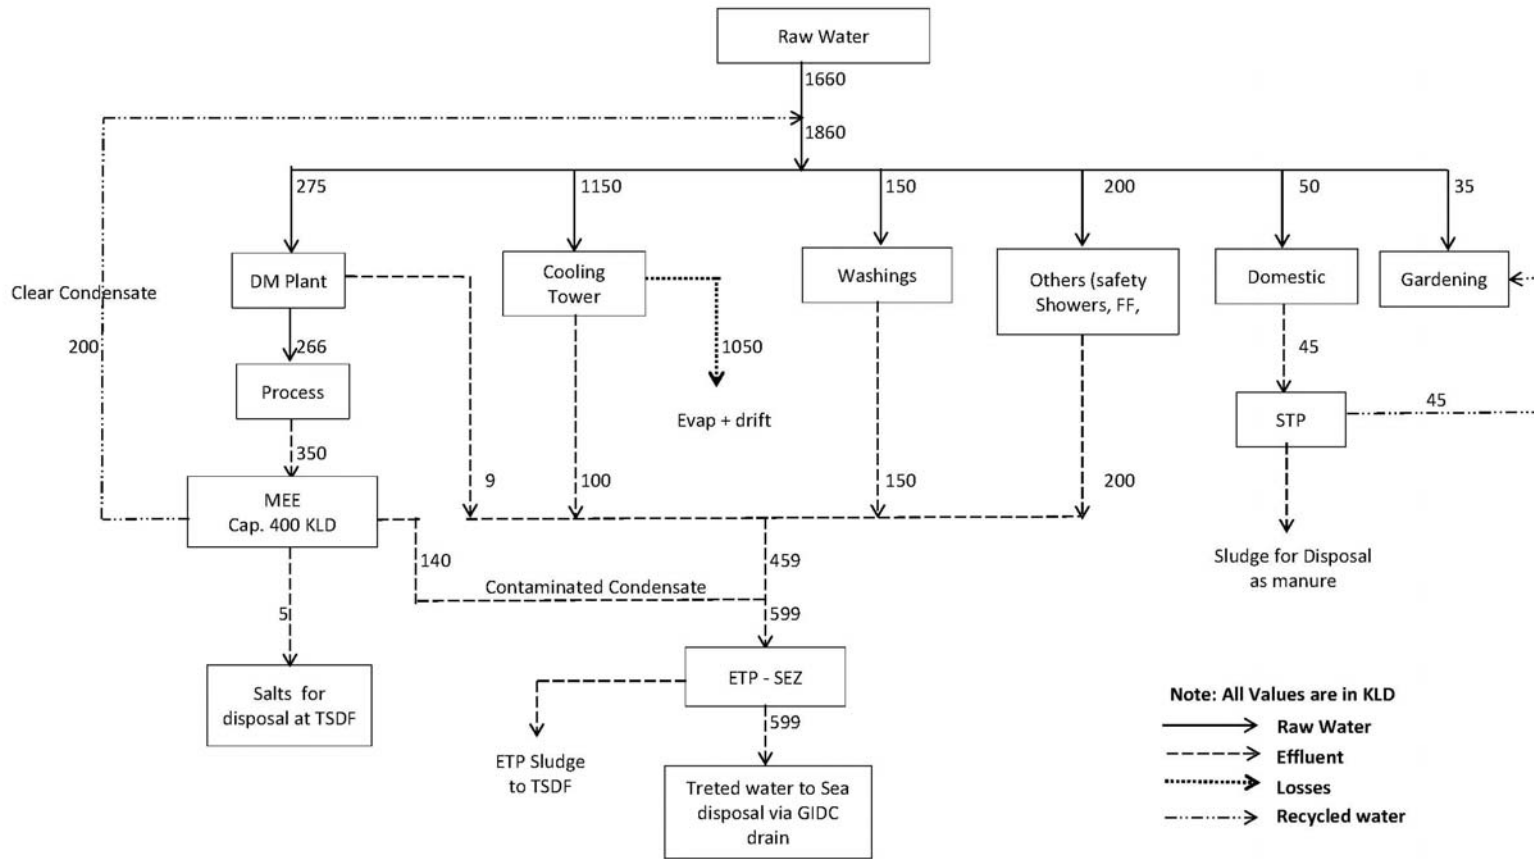 Raw Water
1660
1860
275
1150
150
200
50
35
DM Plant
Cooling
Tower
Washings
Others (safety
Showers, FF,
Domestic
Gardening
Clear Condensate
200
266
1050
45
Process
Evap + drift
STP
45
350
9
100
150
200
MEE
Cap. 400 KLD
140
459
Sludge for Disposal
as manure
Contaminated Condensate
5
599
Salts for
disposal at TSDF
ETP - SEZ
599
ETP Sludge
to TSDF
Treted water to Sea
disposal via GIDC
drain
Note: All Values are in KLD
Raw Water
Effluent
Losses
Recycled water